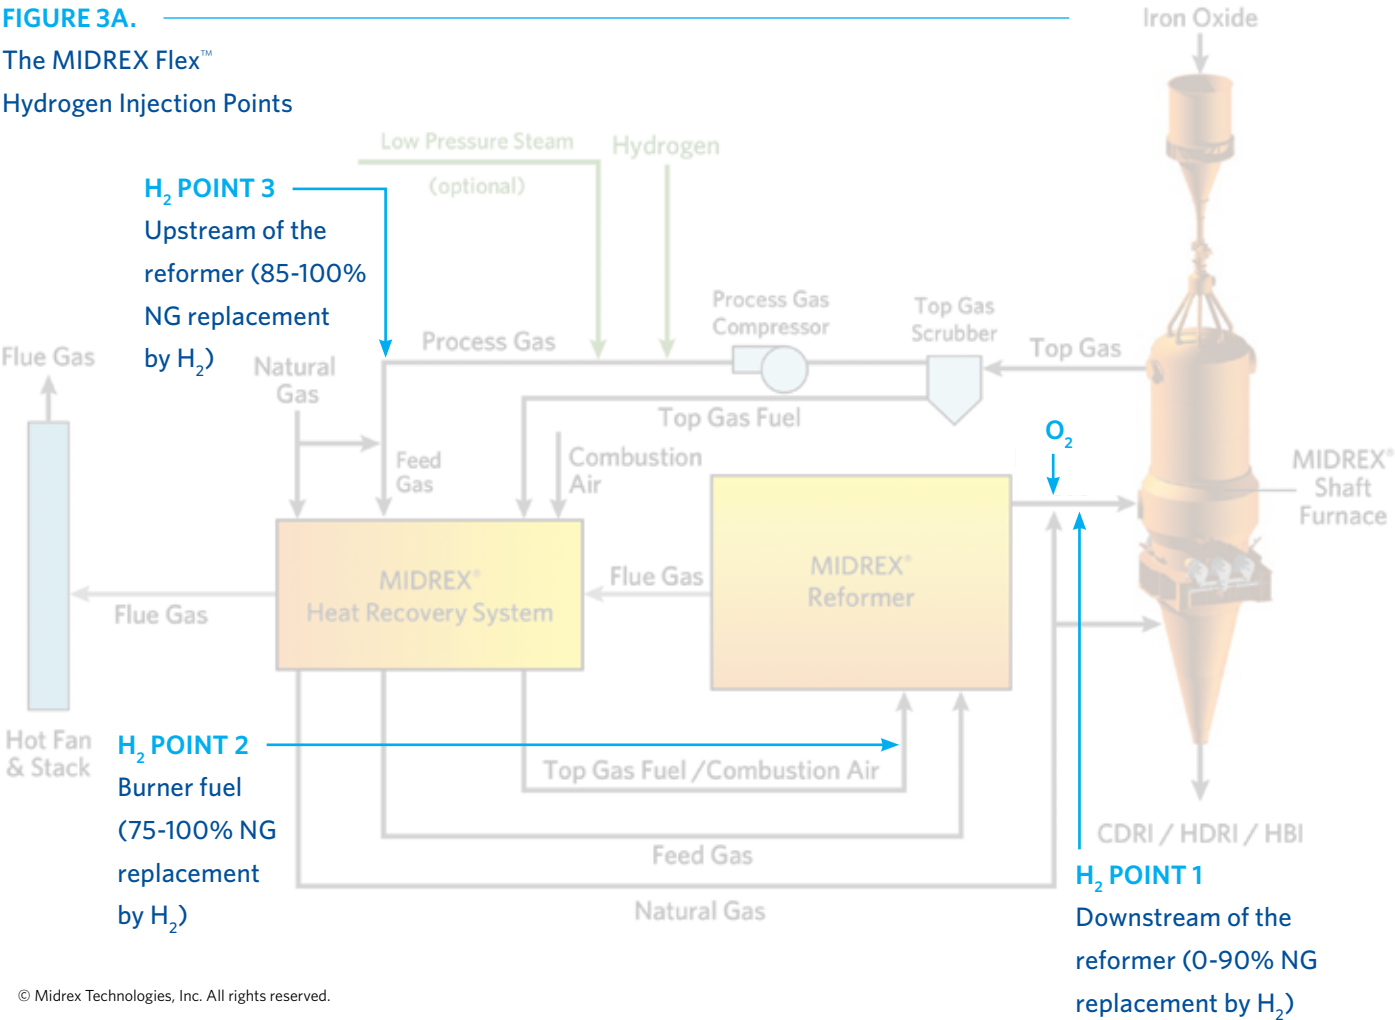 FIGURE 3A.
The MIDREX Flex™
Hydrogen Injection Points
Iron Oxide
Low Pressure Steam
(optional)
Hydrogen
H₂ POINT 3
Upstream of the
reformer (85-100%
NG replacement
by H₂)
Process Gas
Compressor
Top Gas
Scrubber
Process Gas
Top Gas
Flue Gas
Natural
Gas
Top Gas Fuel
O₂
Feed
Gas
Combustion
Air
MIDREX®
Shaft
Furnace
MIDREX®
Heat Recovery System
Flue Gas
MIDREX®
Reformer
Flue Gas
Hot Fan
& Stack
H₂ POINT 2
Burner fuel
(75-100% NG
replacement
by H₂)
Top Gas Fuel /Combustion Air
Feed Gas
Natural Gas
CDRI / HDRI / HBI
H₂ POINT 1
Downstream of the
reformer (0-90% NG
replacement by H₂)
© Midrex Technologies, Inc. All rights reserved.